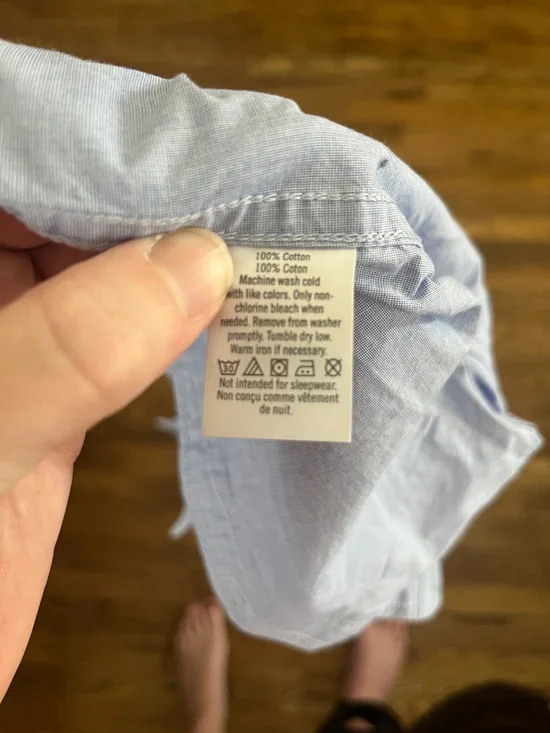 100% Cotton
100% Coton
Machine wash cold
with like colors. Only non-
chlorine bleach when
needed. Remove from washer
promptly. Tumble dry low.
Warm iron if necessary.
30
Not intended for sleepwear.
Non conçu comme vêtement
de nuit.